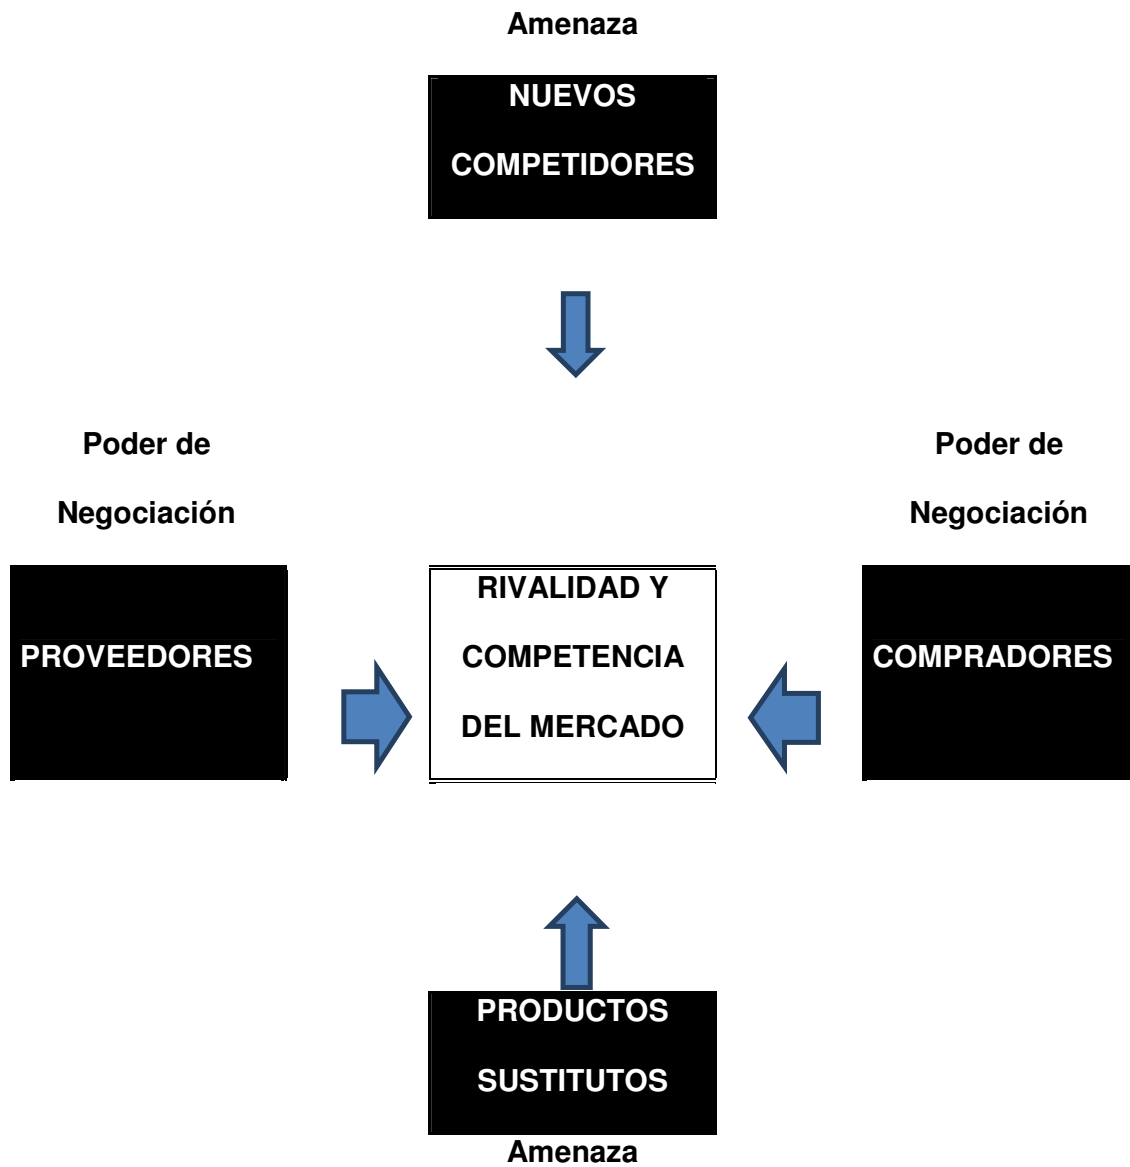 Amenaza
NUEVOS
COMPETIDORES
Poder de
Negociación
Poder de
Negociación
PROVEEDORES
RIVALIDAD Y
COMPETENCIA
DEL MERCADO
COMPRADORES
PRODUCTOS
SUSTITUTOS
Amenaza